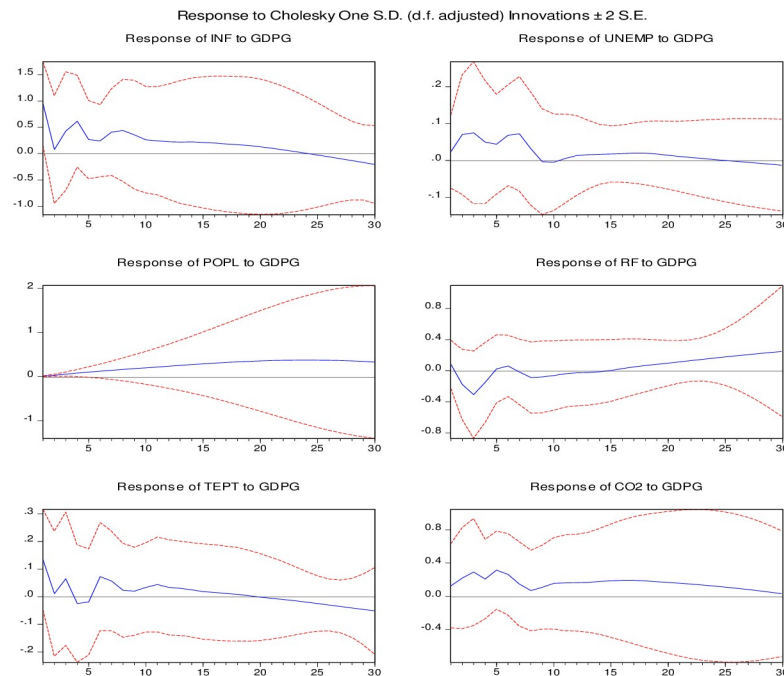 Response to Cholesky One S.D. (d.f. adjusted) Innovations ± 2 S.E.
Response of INF to GDPG
1.5
1.0
0.5
0.0
-0.5
-1.0
5 10 15 20 25 30
Response of UNEMP to GDPG
.2
.1
.0
-.1
5 10 15 20 25 30
Response of POPL to GDPG
2
1
0
-1
5 10 15 20 25 30
Response of RF to GDPG
0.8
0.4
0.0
-0.4
-0.8
5 10 15 20 25 30
Response of TEPT to GDPG
.3
.2
.1
.0
-.1
-.2
5 10 15 20 25 30
Response of CO2 to GDPG
0.8
0.4
0.0
-0.4
5 10 15 20 25 30